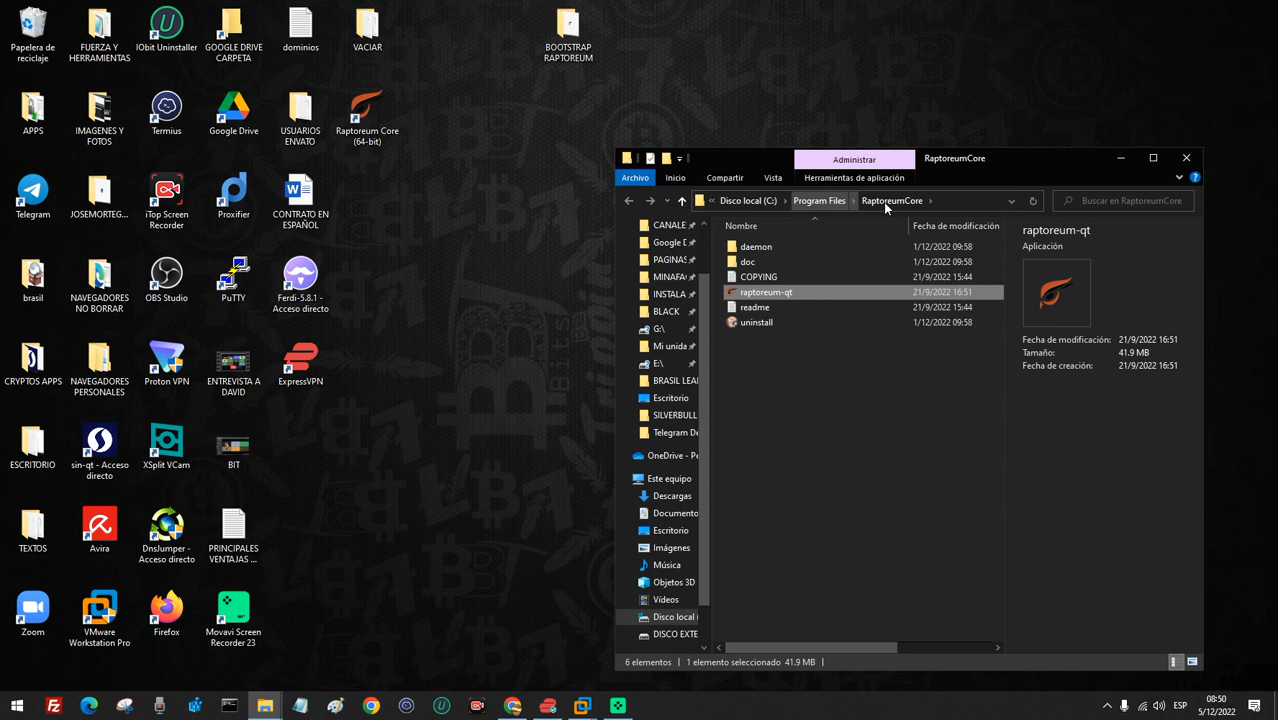 Papelera de
reciclaje
FUERZA Y
HERRAMIENTAS
IObit Uninstaller
GOOGLE DRIVE
CARPETA
dominios
VACIAR
BOOTSTRAP
RAPTOREUM
APPS
IMAGENES Y
FOTOS
Termius
Google Drive
USUARIOS
ENVATO
Raptoreum Core
(64-bit)
Telegram
JOSEMORTEG...
iTop Screen
Recorder
Proxifier
CONTRATO EN
ESPAÑOL
brasil
NAVEGADORES
NO BORRAR
OBS Studio
PuTTY
Ferdi-5.8.1 -
Acceso directo
CRYPTOS APPS
NAVEGADORES
PERSONALES
Proton VPN
ENTREVISTA A
DAVID
ExpressVPN
ESCRITORIO
sin-qt - Acceso
directo
XSplit VCam
BIT
TEXTOS
Avira
DnsJumper -
Acceso directo
PRINCIPALES
VENTAJAS ...
Zoom
VMware
Workstation Pro
Firefox
Movavi Screen
Recorder 23
Administrar
RaptoreumCore
Archivo
Inicio
Compartir
Vista
Herramientas de aplicación
Disco local (C:) › Program Files › RaptoreumCore ›
Buscar en RaptoreumCore
CANALE
Google D
PAGINAS
MINAFA
INSTALA
BLACK
G:\
Mi unida
E:\
BRASIL LEA
Escritorio
SILVERBULL
Telegram De
OneDrive - Pe
Este equipo
Descargas
Documento
Escritorio
Imágenes
Música
Objetos 3D
Vídeos
Disco local (
DISCO EXTE
Nombre
Fecha de modificación
daemon
1/12/2022 09:58
doc
1/12/2022 09:58
COPYING
21/9/2022 15:44
raptoreum-qt
21/9/2022 16:51
readme
21/9/2022 15:44
uninstall
1/12/2022 09:58
raptoreum-qt
Aplicación
Fecha de modificación: 21/9/2022 16:51
Tamaño: 41.9 MB
Fecha de creación: 21/9/2022 16:51
6 elementos
1 elemento seleccionado 41.9 MB
ESP
08:50
5/12/2022